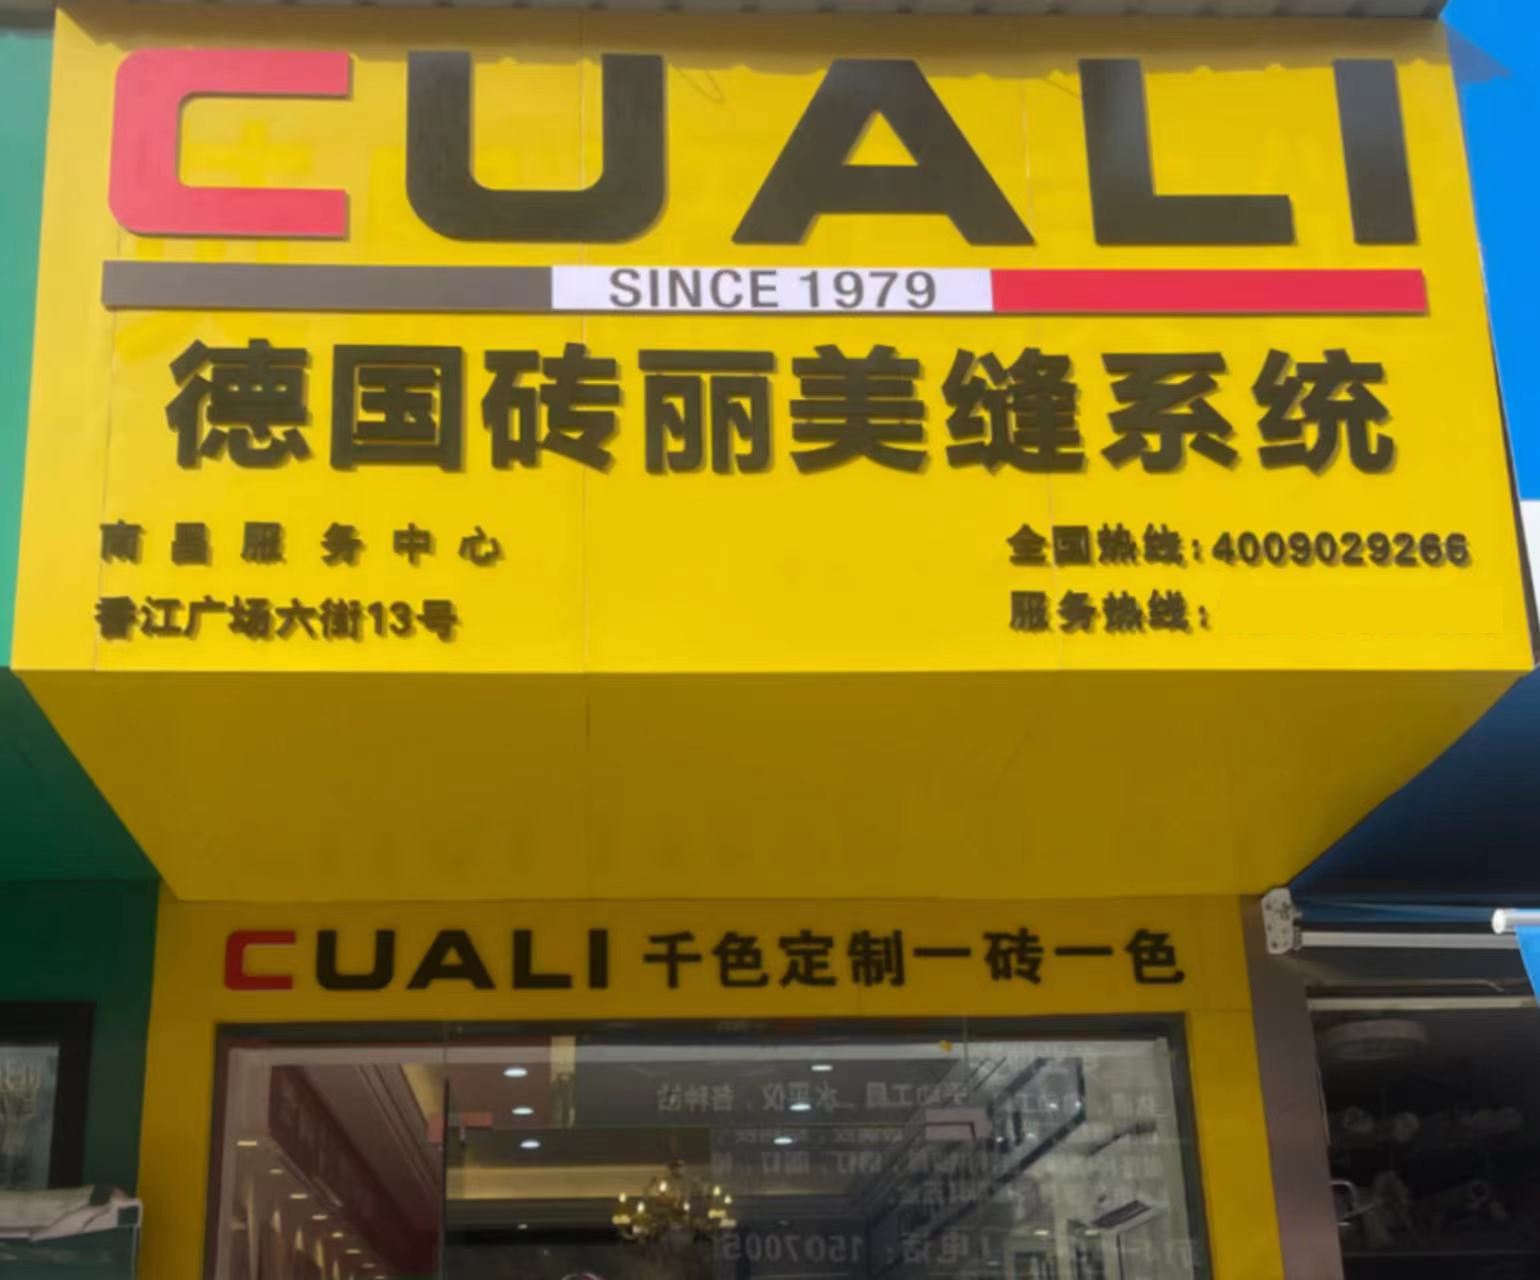 CUALI
SINCE 1979
德国砖丽美缝系统
南昌服务中心
全国热线:4009029266
香江广场六街13号
服务热线:
CUALI 千色定制一砖一色